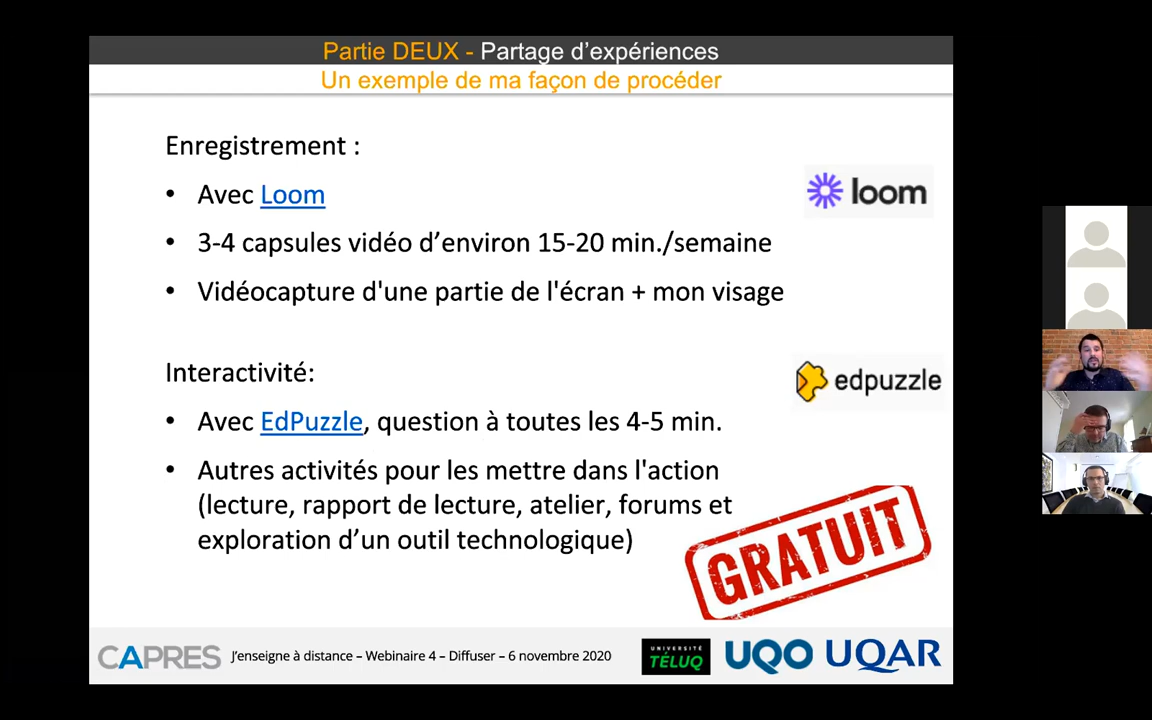 Partie DEUX - Partage d'expériences
Un exemple de ma façon de procéder
Enregistrement :
• Avec Loom
loom
• 3-4 capsules vidéo d’environ 15-20 min./semaine
• Vidéocapture d'une partie de l'écran + mon visage
Interactivité:
edpuzzle
• Avec EdPuzzle, question à toutes les 4-5 min.
• Autres activités pour les mettre dans l'action
(lecture, rapport de lecture, atelier, forums et
exploration d’un outil technologique)
GRATUIT
CAPRES
J’enseigne à distance – Webinaire 4 – Diffuser – 6 novembre 2020
UNIVERSITÉ
TÉLUQ
UQO
UQAR